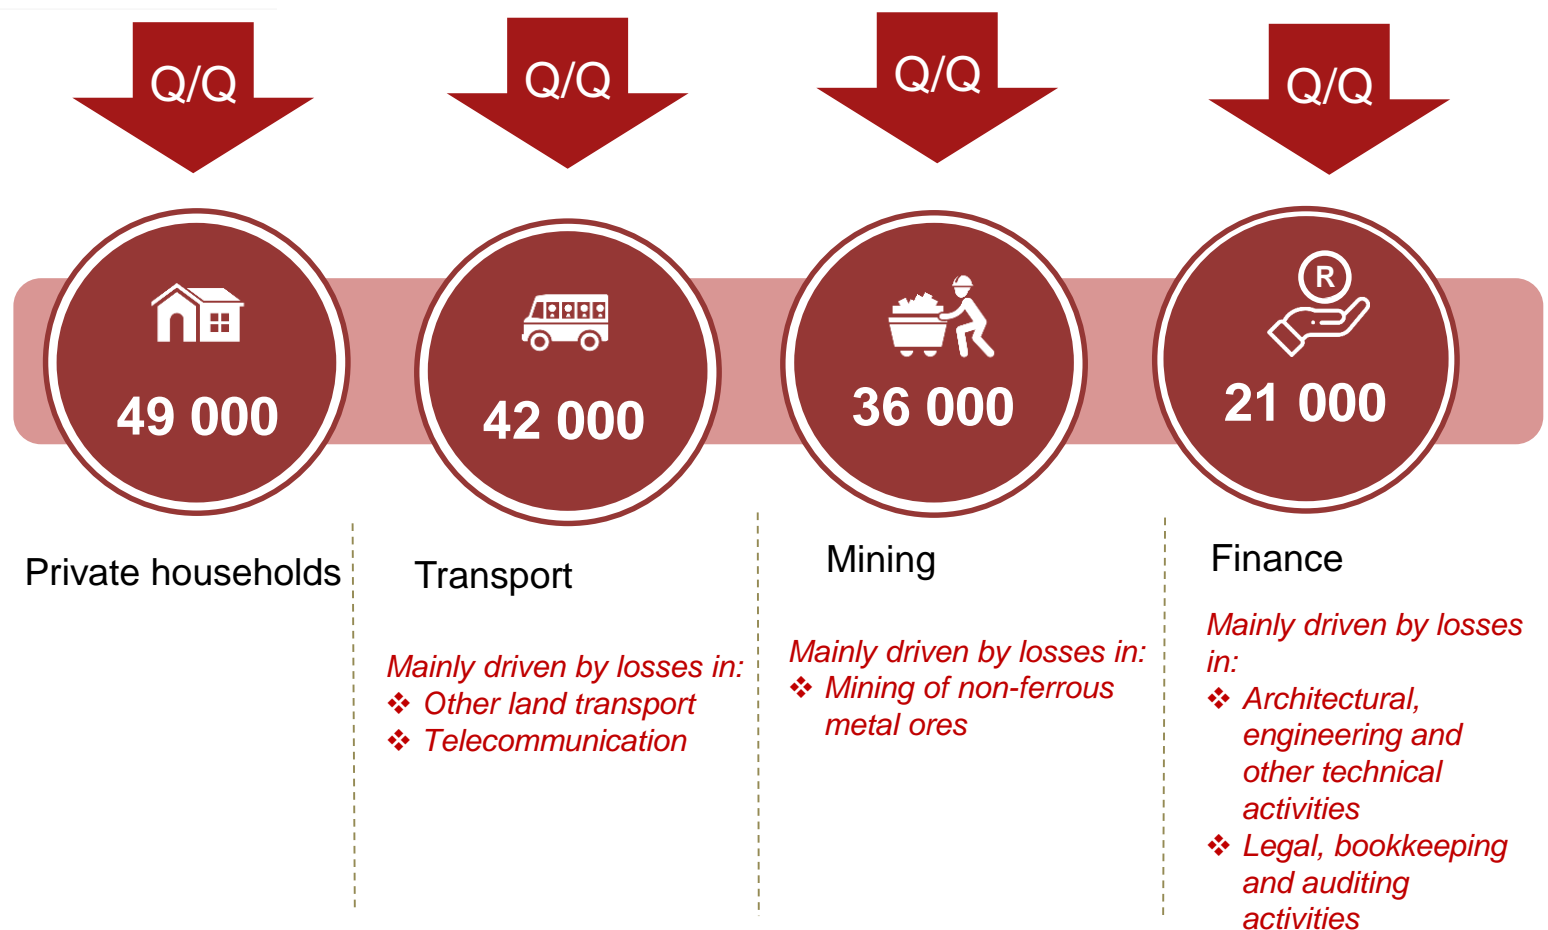 Q/Q
Q/Q
Q/Q
Q/Q
49 000
42 000
36 000
R
21 000
Private households
Transport
Mainly driven by losses in:
❖ Other land transport
❖ Telecommunication
Mining
Mainly driven by losses in:
❖ Mining of non-ferrous
metal ores
Finance
Mainly driven by losses
in:
❖ Architectural,
engineering and
other technical
activities
❖ Legal, bookkeeping
and auditing
activities